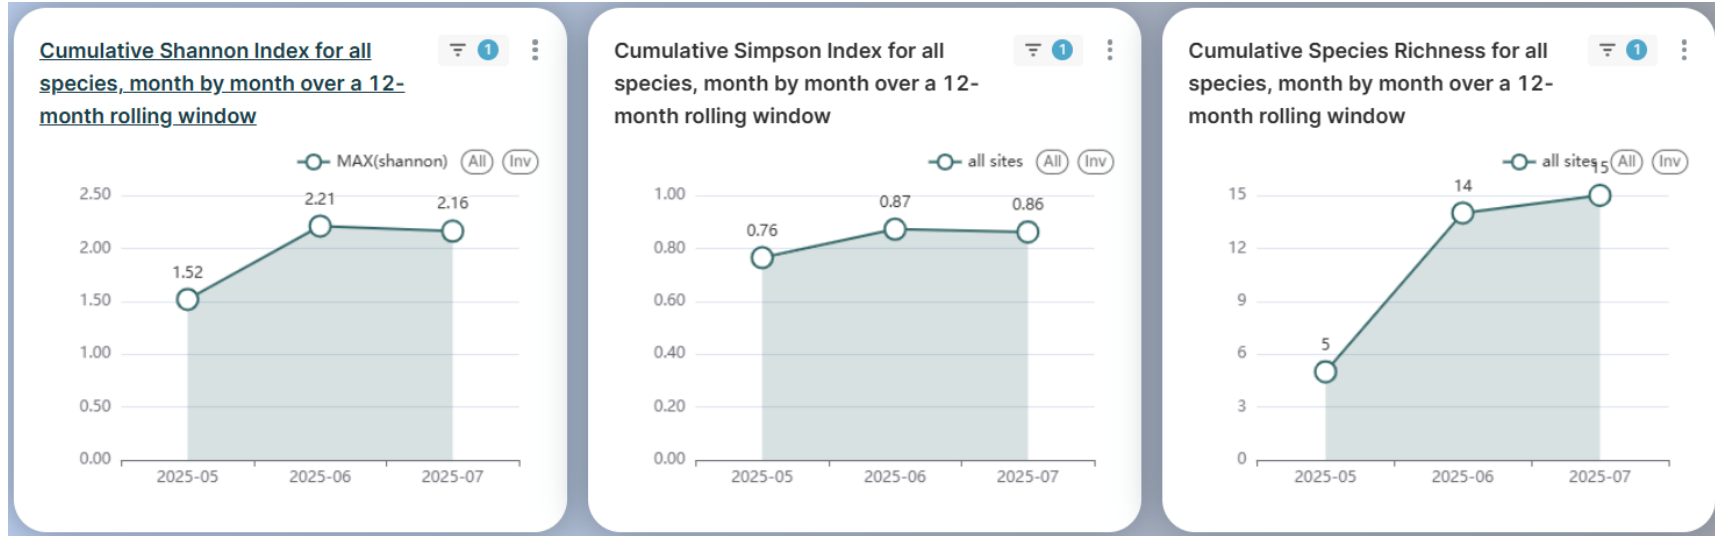 Cumulative Shannon Index for all
species, month by month over a 12-
month rolling window
1
MAX(shannon) All Inv
2.50
2.00
1.50
1.00
0.50
0.00
1.52
2.21
2.16
2025-05 2025-06 2025-07
Cumulative Simpson Index for all
species, month by month over a 12-
month rolling window
1
all sites All Inv
1.00
0.80
0.60
0.40
0.20
0.00
0.76
0.87
0.86
2025-05 2025-06 2025-07
Cumulative Species Richness for all
species, month by month over a 12-
month rolling window
1
all sites All Inv
15
12
9
6
3
0
5
14
15
2025-05 2025-06 2025-07